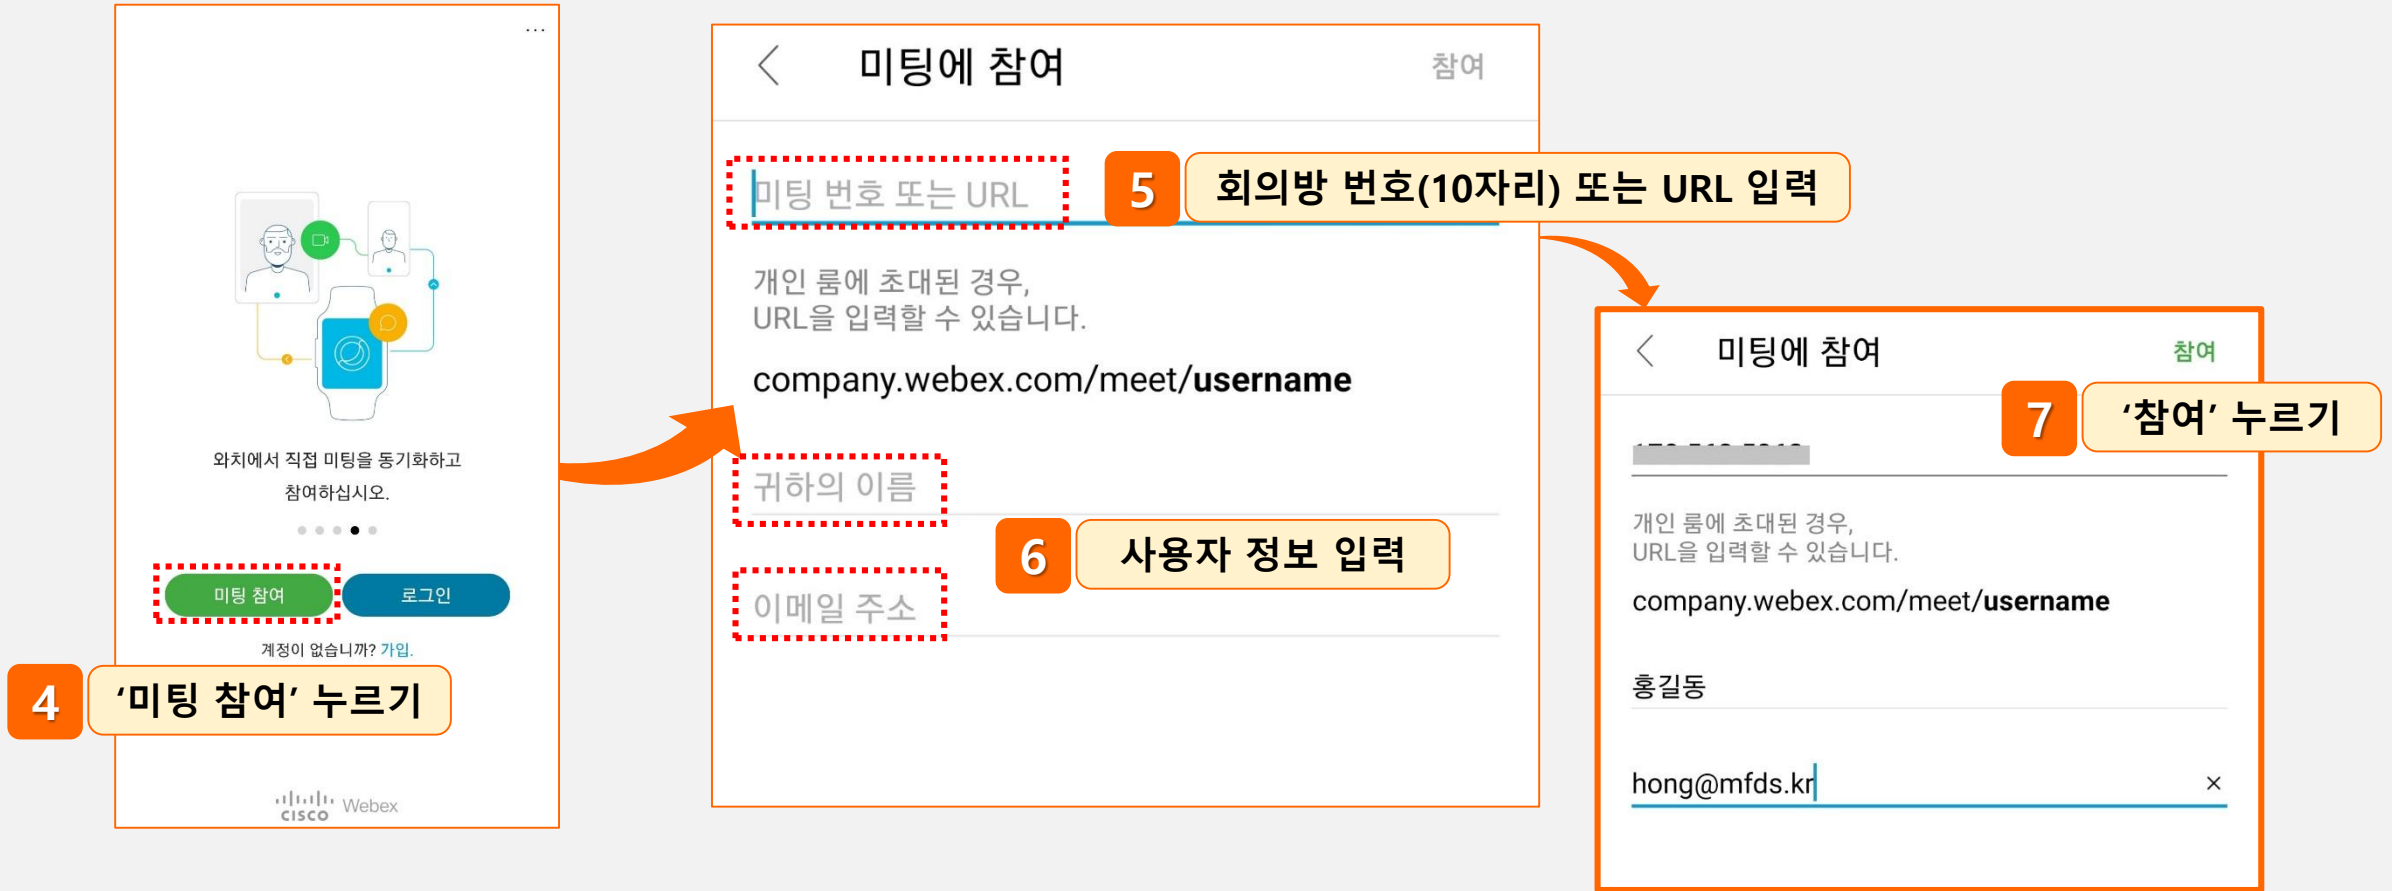 ...
와치에서 직접 미팅을 동기화하고
참여하십시오.
미팅 참여
로그인
계정이 없습니까? 가입.
4
‘미팅 참여’ 누르기
CISCO Webex
미팅에 참여
참여
미팅 번호 또는 URL
5
회의방 번호(10자리) 또는 URL 입력
개인 룸에 초대된 경우,
URL을 입력할 수 있습니다.
company.webex.com/meet/username
귀하의 이름
6
사용자 정보 입력
이메일 주소
미팅에 참여
참여
7
‘참여’ 누르기
개인 룸에 초대된 경우,
URL을 입력할 수 있습니다.
company.webex.com/meet/username
홍길동
hong@mfds.kr